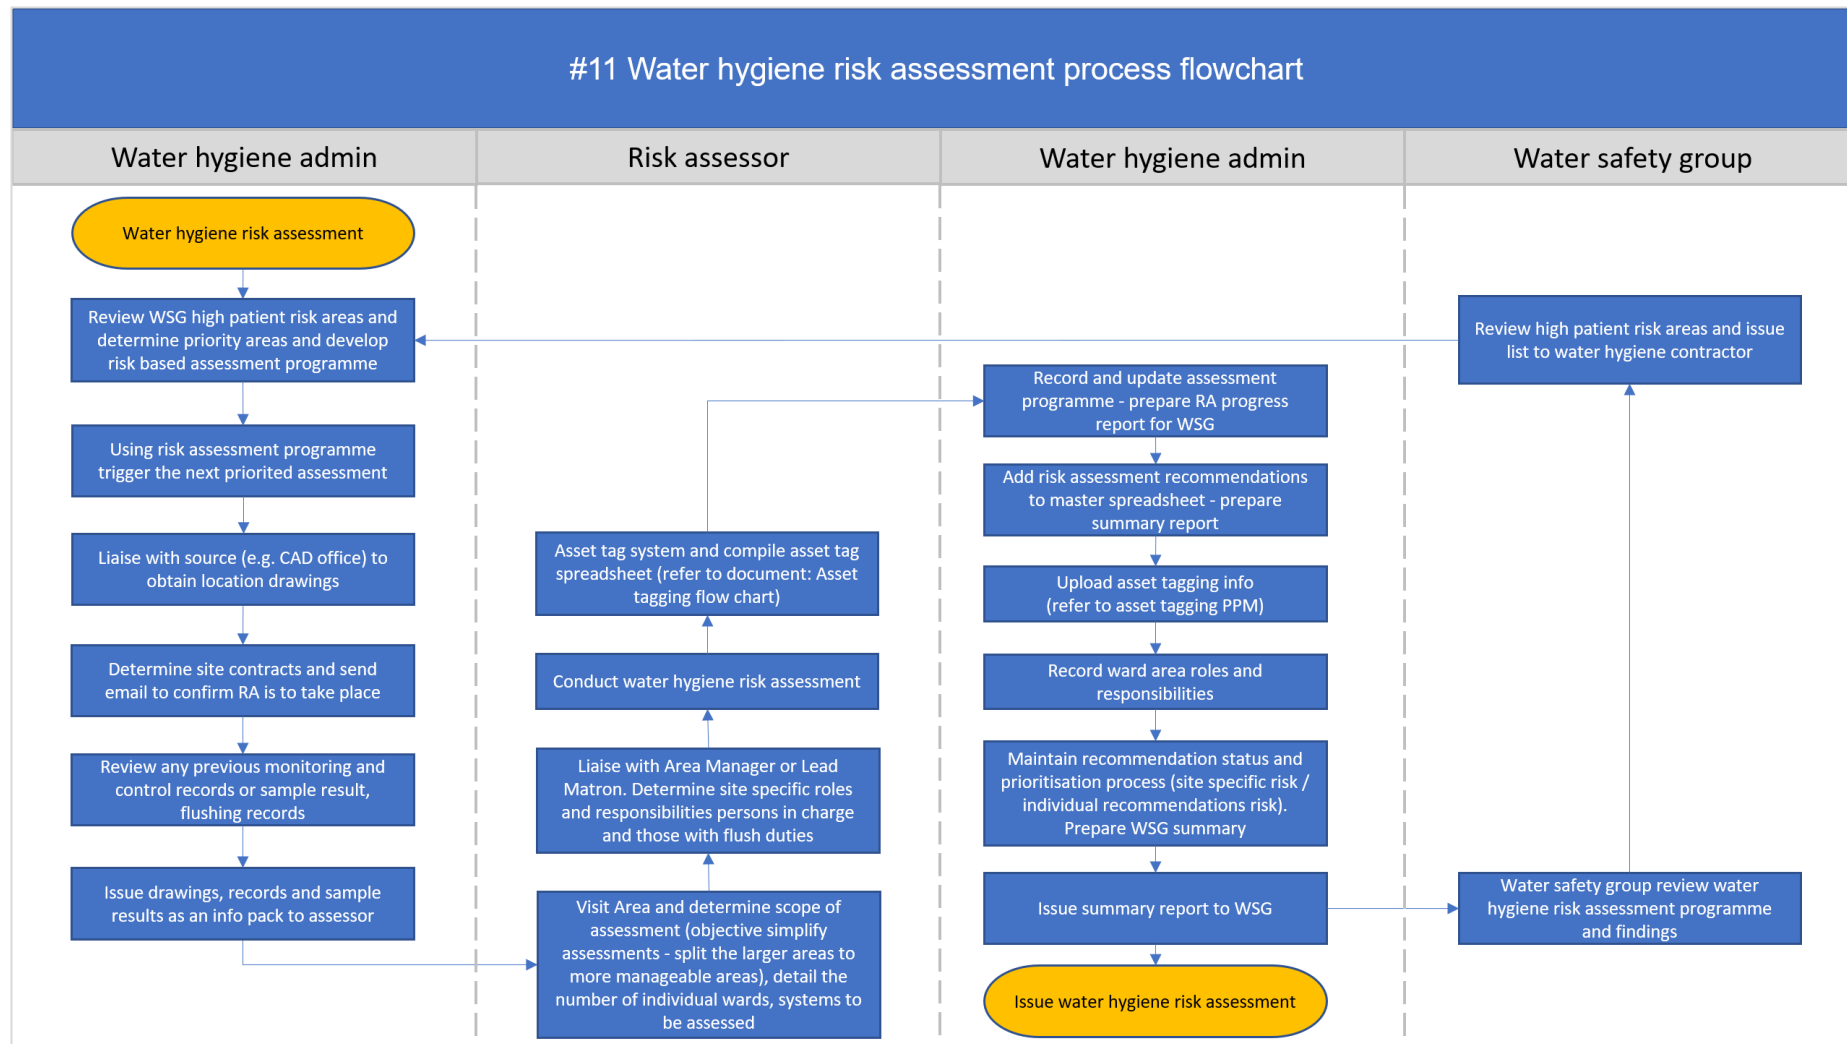 #11 Water hygiene risk assessment process flowchart
Water hygiene admin
Risk assessor
Water hygiene admin
Water safety group
Water hygiene risk assessment
Review WSG high patient risk areas and
determine priority areas and develop
risk based assessment programme
Using risk assessment programme
trigger the next priorited assessment
Liaise with source (e.g. CAD office) to
obtain location drawings
Determine site contracts and send
email to confirm RA is to take place
Review any previous monitoring and
control records or sample result,
flushing records
Issue drawings, records and sample
results as an info pack to assessor
Asset tag system and compile asset tag
spreadsheet (refer to document: Asset
tagging flow chart)
Conduct water hygiene risk assessment
Liaise with Area Manager or Lead
Matron. Determine site specific roles
and responsibilities persons in charge
and those with flush duties
Visit Area and determine scope of
assessment (objective simplify
assessments - split the larger areas to
more manageable areas), detail the
number of individual wards, systems to
be assessed
Record and update assessment
programme - prepare RA progress
report for WSG
Add risk assessment recommendations
to master spreadsheet - prepare
summary report
Upload asset tagging info
(refer to asset tagging PPM)
Record ward area roles and
responsibilities
Maintain recommendation status and
prioritisation process (site specific risk /
individual recommendations risk).
Prepare WSG summary
Issue summary report to WSG
Issue water hygiene risk assessment
Review high patient risk areas and issue
list to water hygiene contractor
Water safety group review water
hygiene risk assessment programme
and findings